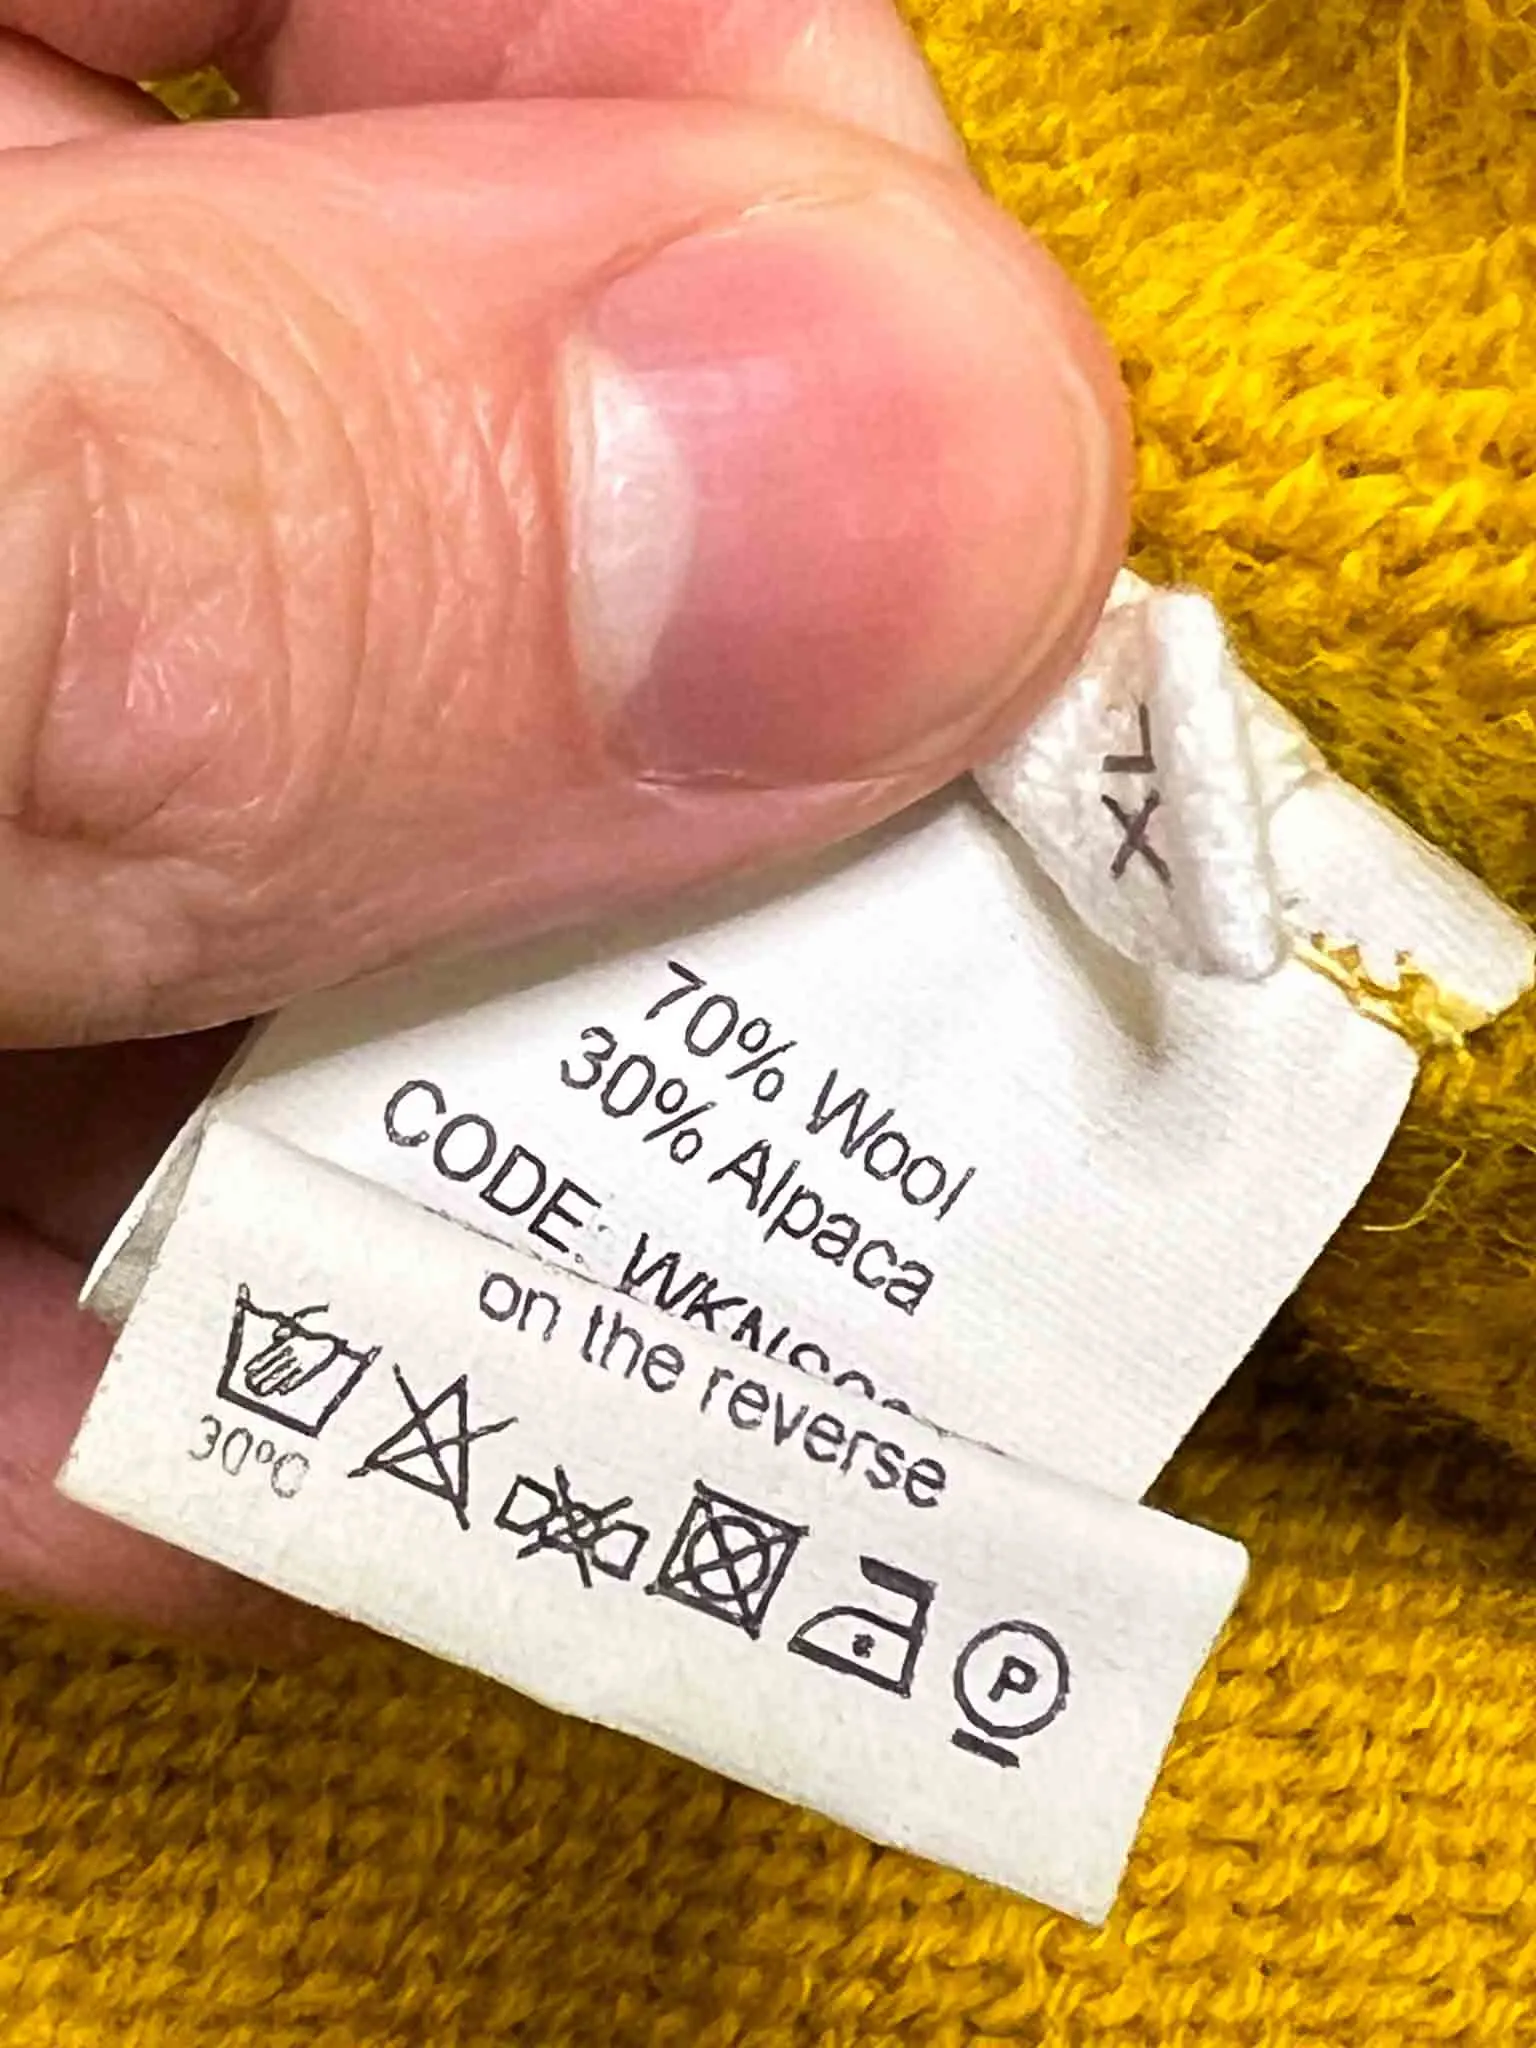 XL
70% Wool
30% Alpaca
CODE:
on the reverse
30°C
P